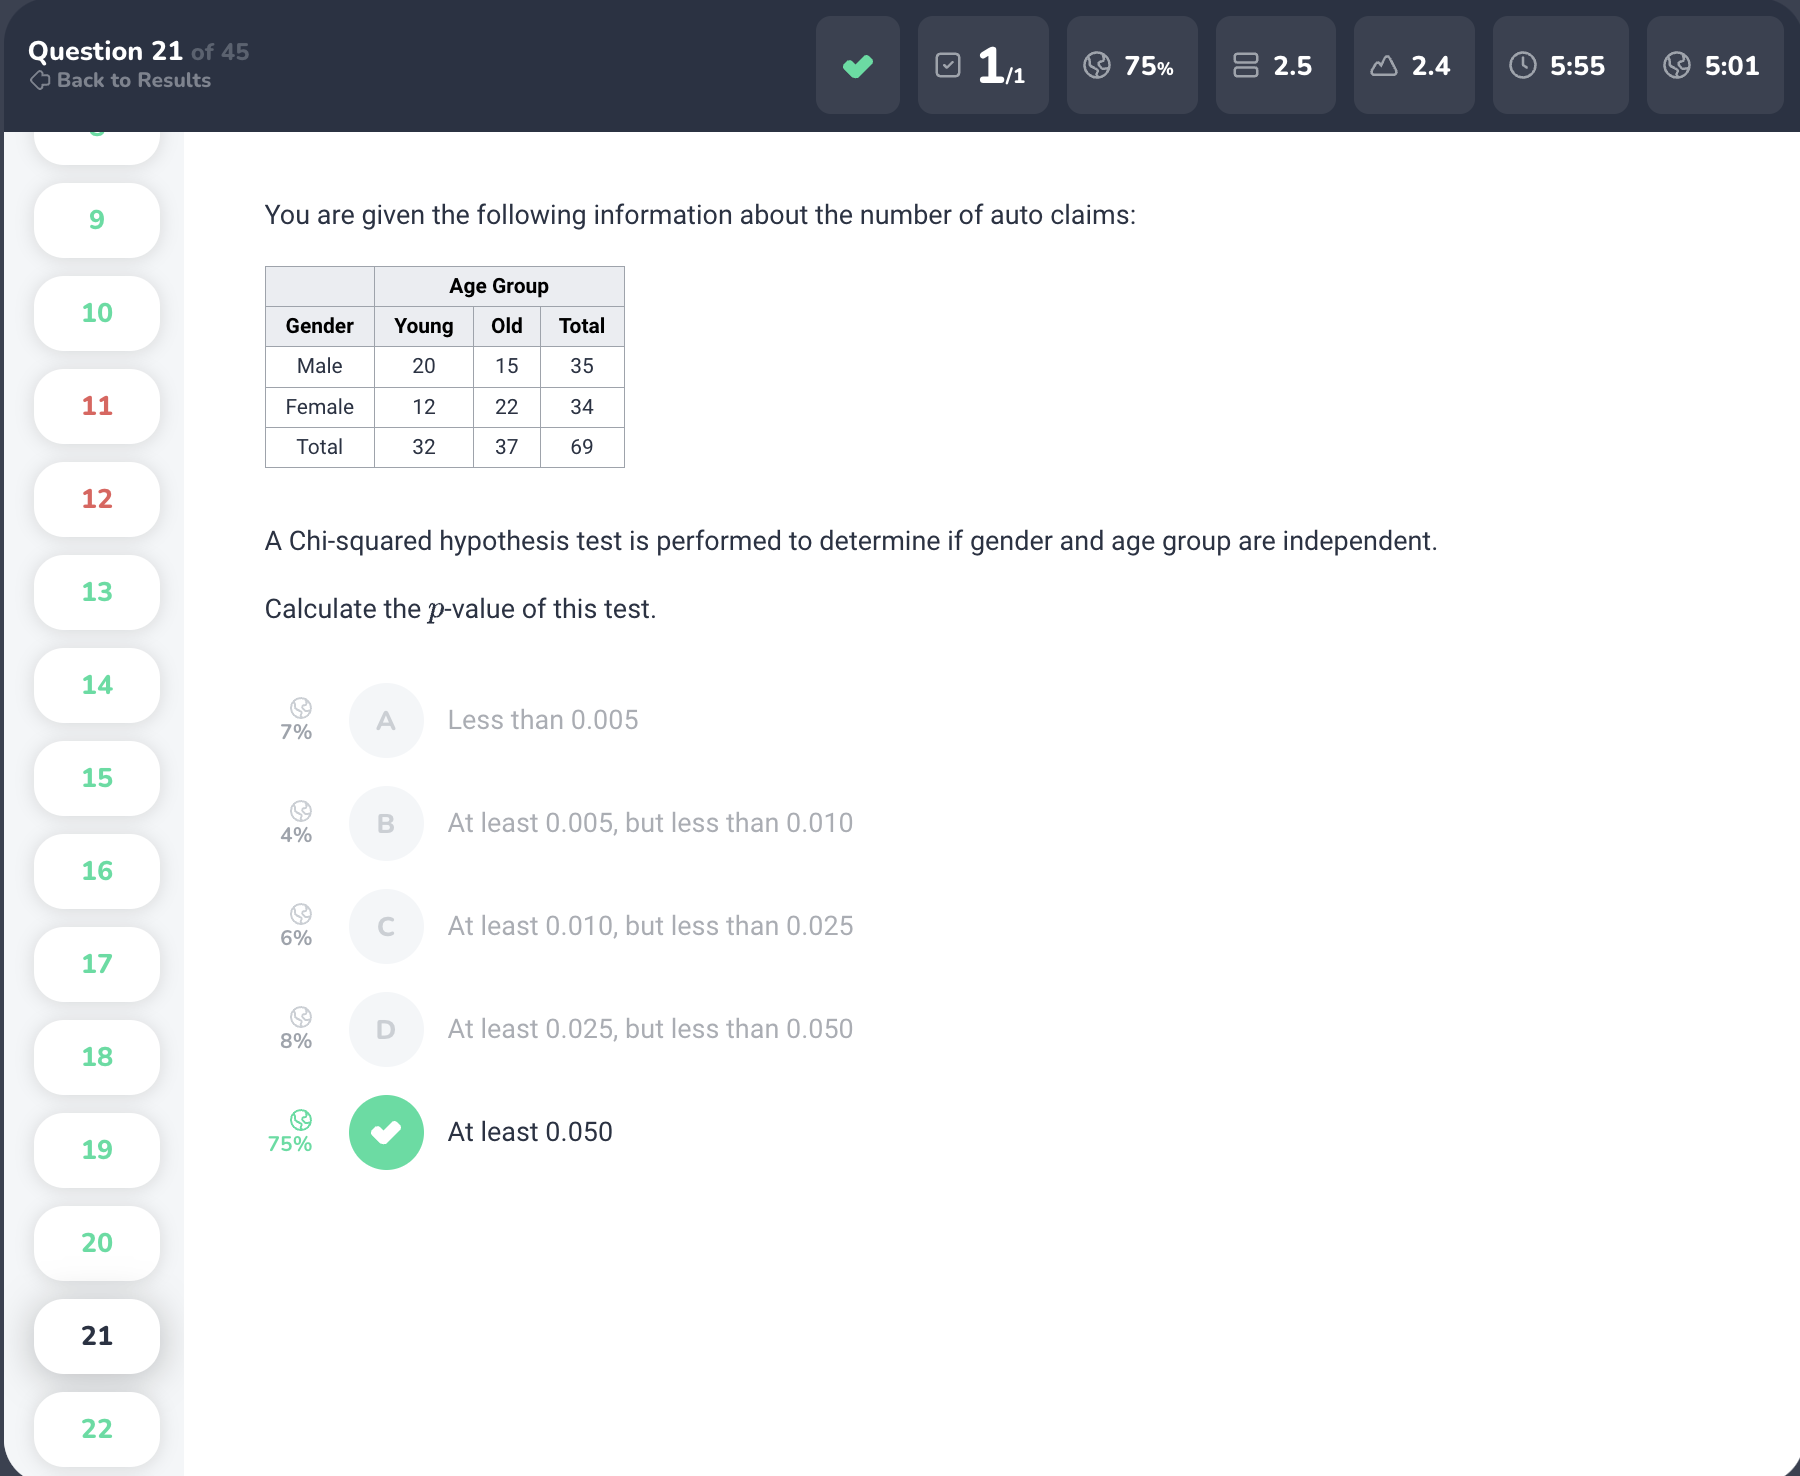 Question 21 of 45
Back to Results
1/1
75%
2.5
2.4
5:55
5:01
9
10
11
12
13
14
15
16
17
18
19
20
21
22
You are given the following information about the number of auto claims:
Age Group
Gender Young Old Total
Male 20 15 35
Female 12 22 34
Total 32 37 69
A Chi-squared hypothesis test is performed to determine if gender and age group are independent.
Calculate the p-value of this test.
7% A Less than 0.005
4% B At least 0.005, but less than 0.010
6% C At least 0.010, but less than 0.025
8% D At least 0.025, but less than 0.050
75% At least 0.050